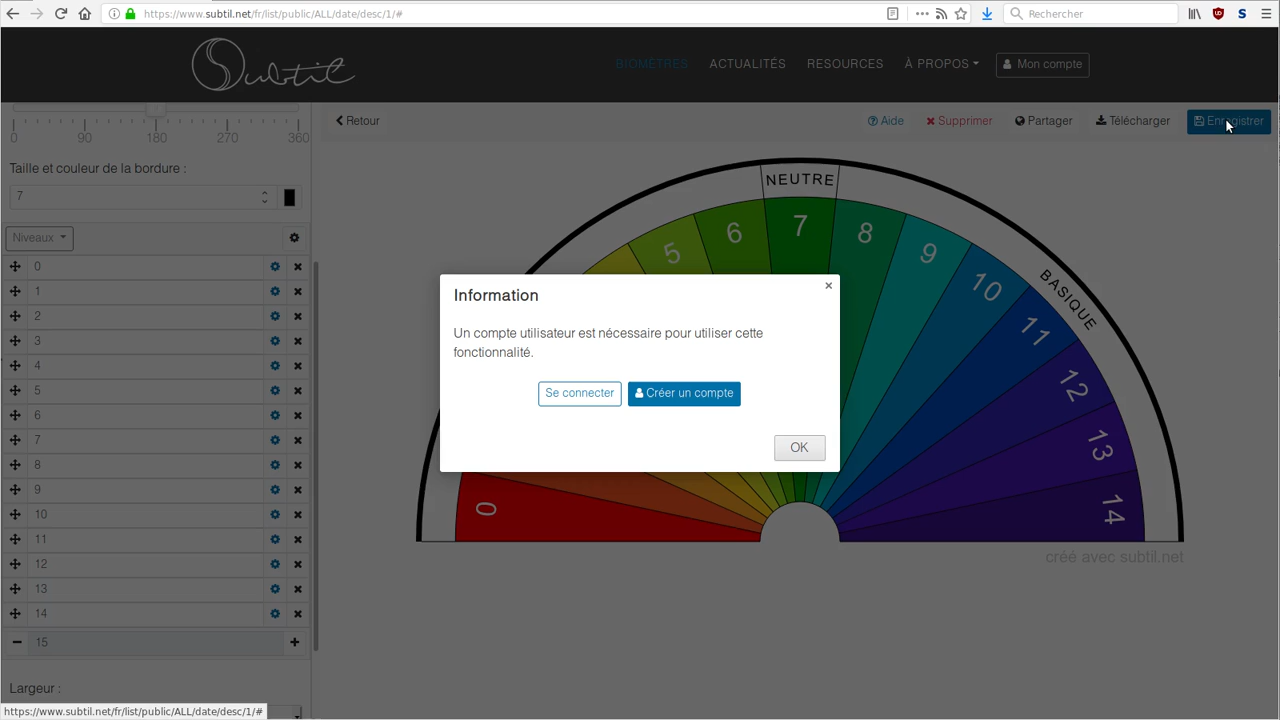 https://www.subtil.net/fr/list/public/ALL/date/desc/1/#
Rechercher
Subtil
BIOMÈTRES
ACTUALITÉS
RESOURCES
À PROPOS
Mon compte
0 90 180 270 360
Taille et couleur de la bordure :
7
Niveaux
0
1
2
3
4
5
6
7
8
9
10
11
12
13
14
15
Largeur :
Retour
Aide
Supprimer
Partager
Télécharger
Enregistrer
NEUTRE
BASIQUE
0
5
6
7
8
9
10
11
12
13
14
créé avec subtil.net
Information
×
Un compte utilisateur est nécessaire pour utiliser cette
fonctionnalité.
Se connecter
Créer un compte
OK
https://www.subtil.net/fr/list/public/ALL/date/desc/1/#